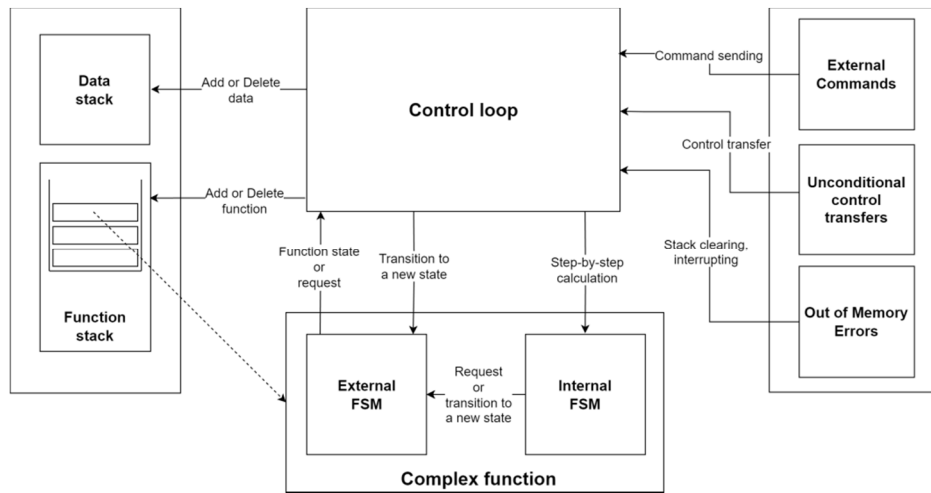 Data
stack
Add or Delete
data
Control loop
Command sending
External
Commands
Control transfer
Unconditional
control
transfers
Add or Delete
function
Function stack
Function state
or
request
Transition to
a new state
Step-by-step
calculation
Stack clearing,
interrupting
Out of Memory
Errors
External
FSM
Request
or
transition to
a new state
Internal
FSM
Complex function